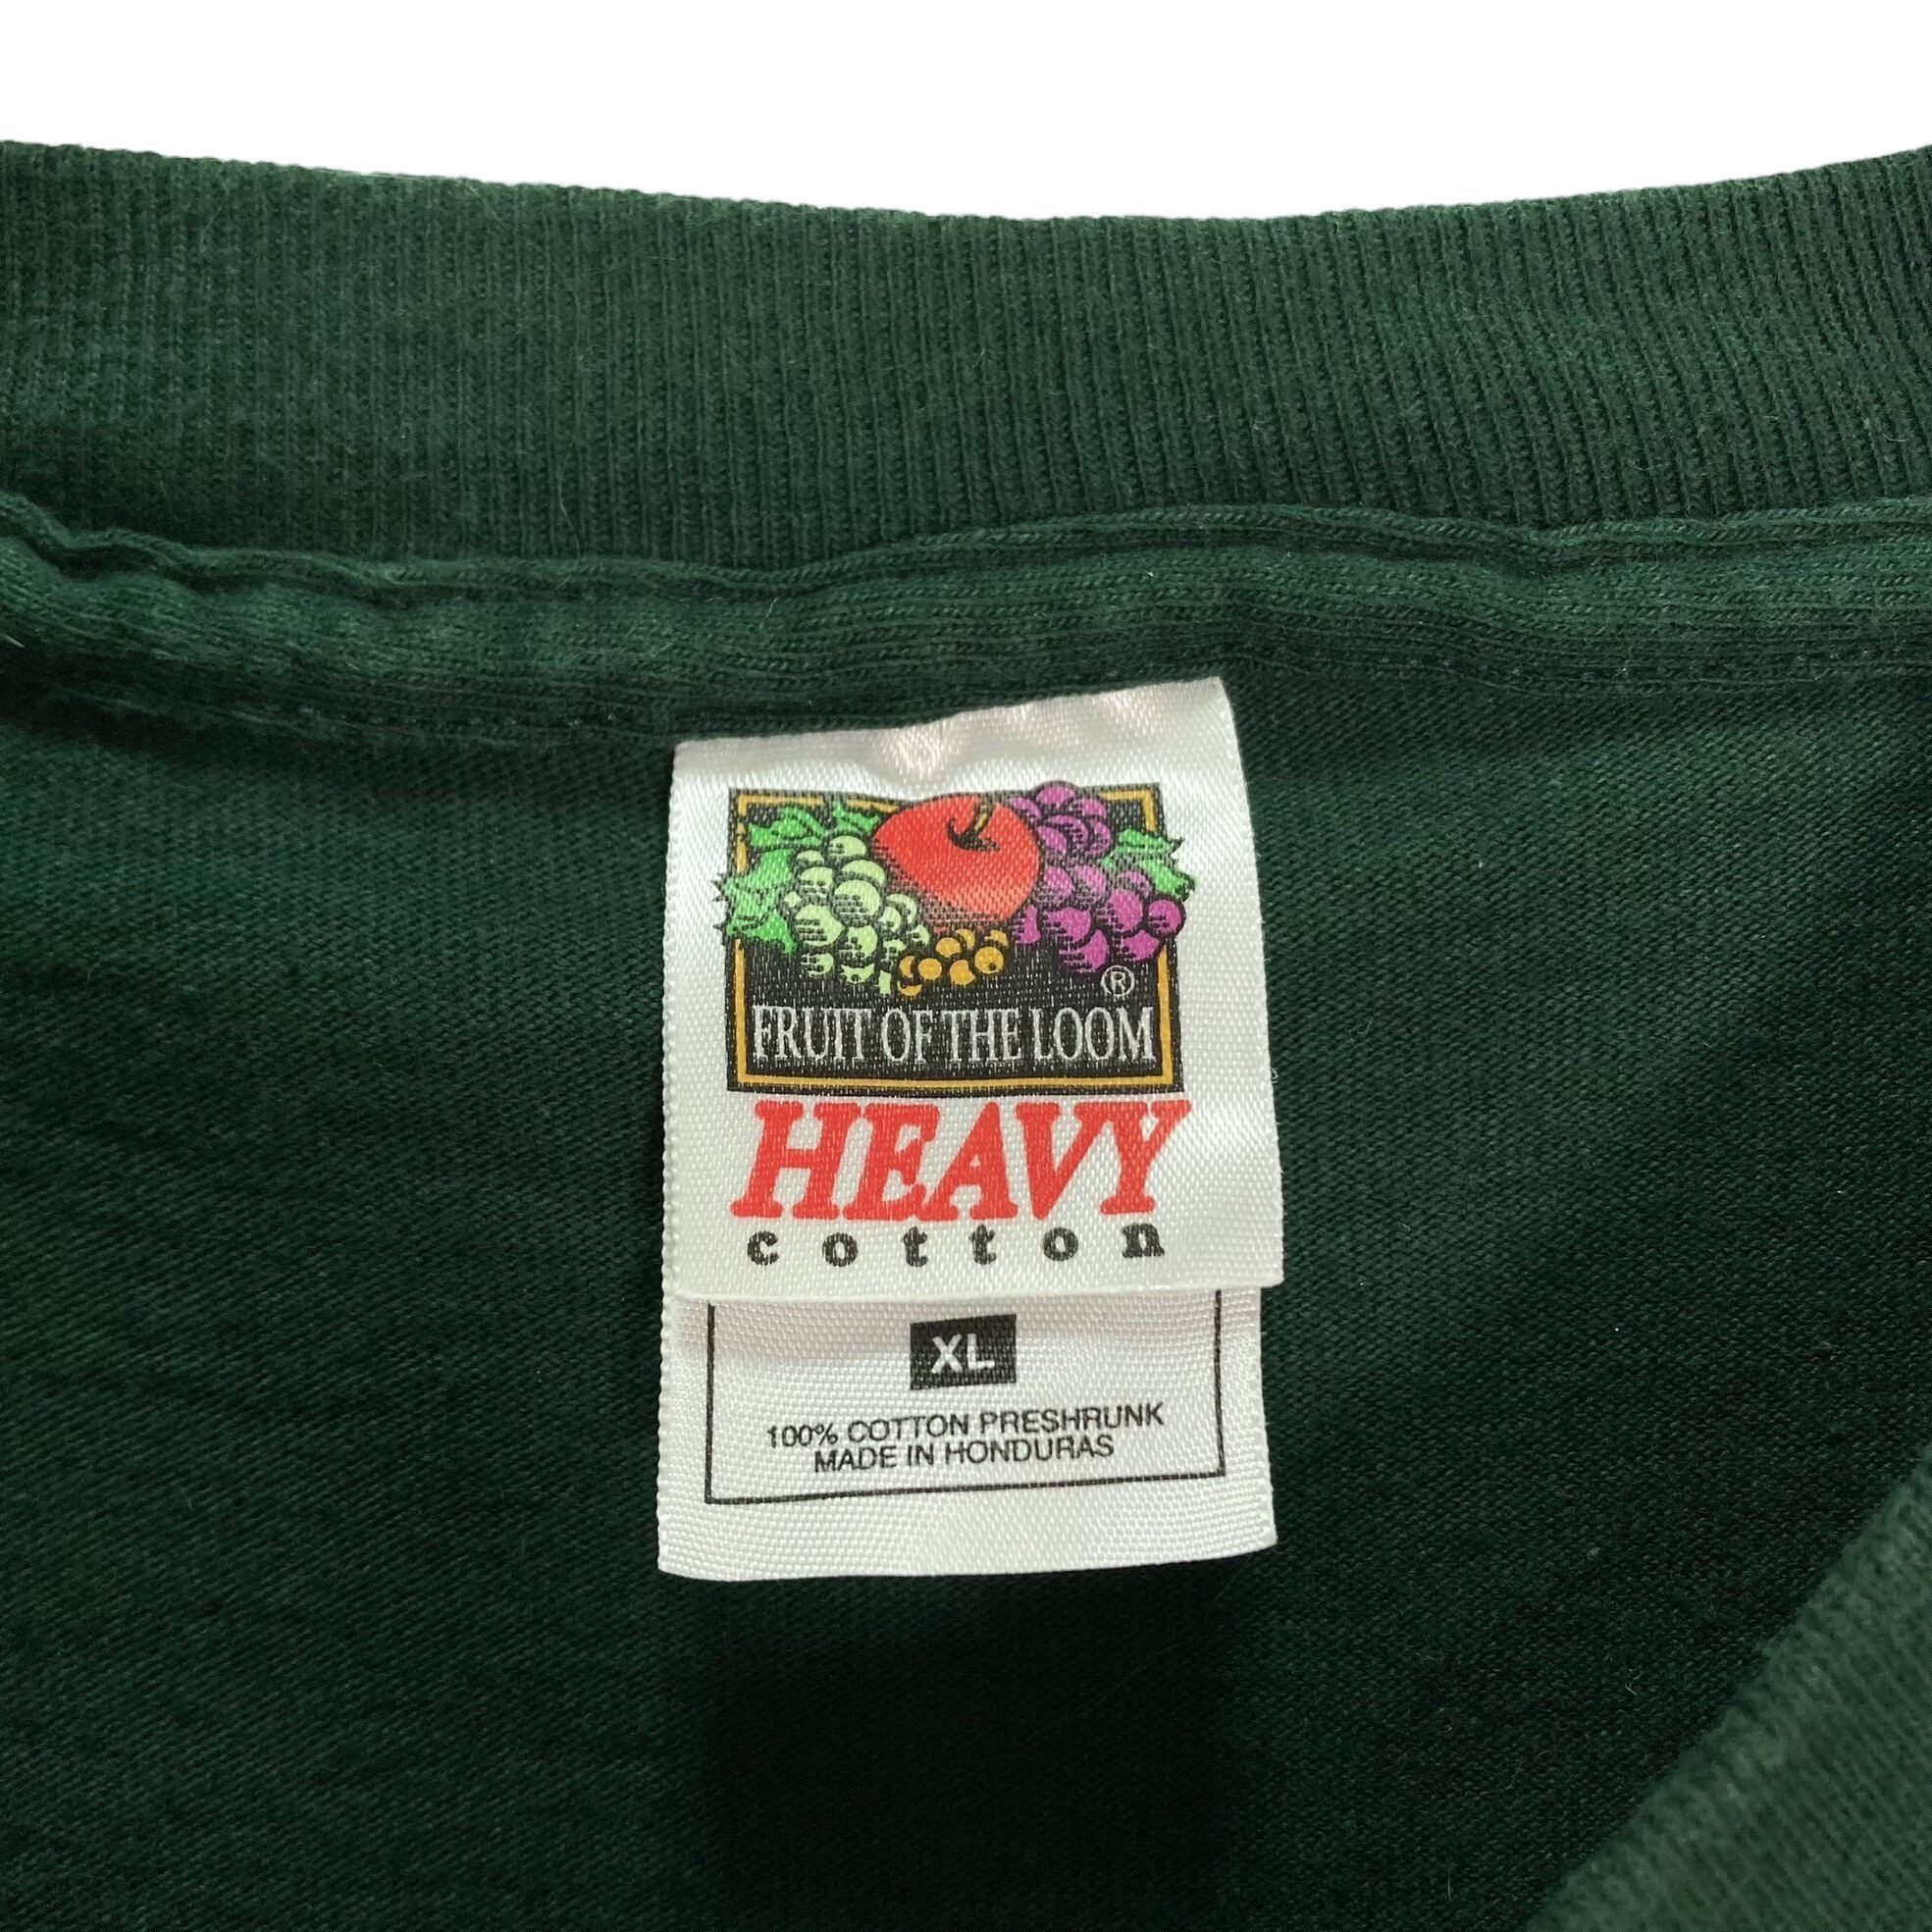 ®
FRUIT OF THE LOOM
HEAVY
cotton
XL
100% COTTON PRESHRUNK
MADE IN HONDURAS